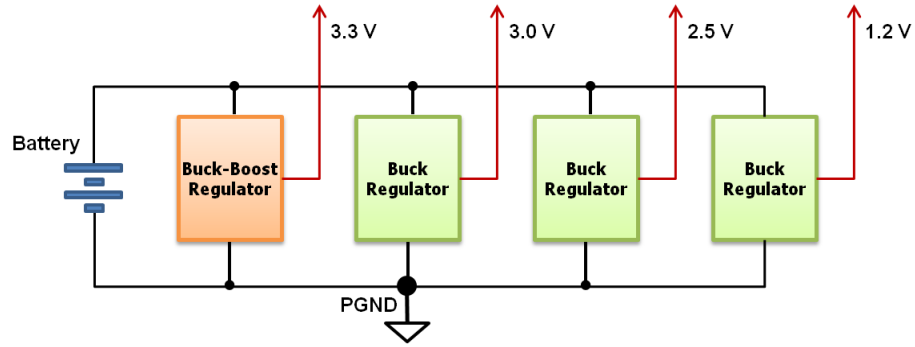 3.3 V
3.0 V
2.5 V
1.2 V
Battery
Buck-Boost
Regulator
Buck
Regulator
Buck
Regulator
Buck
Regulator
PGND